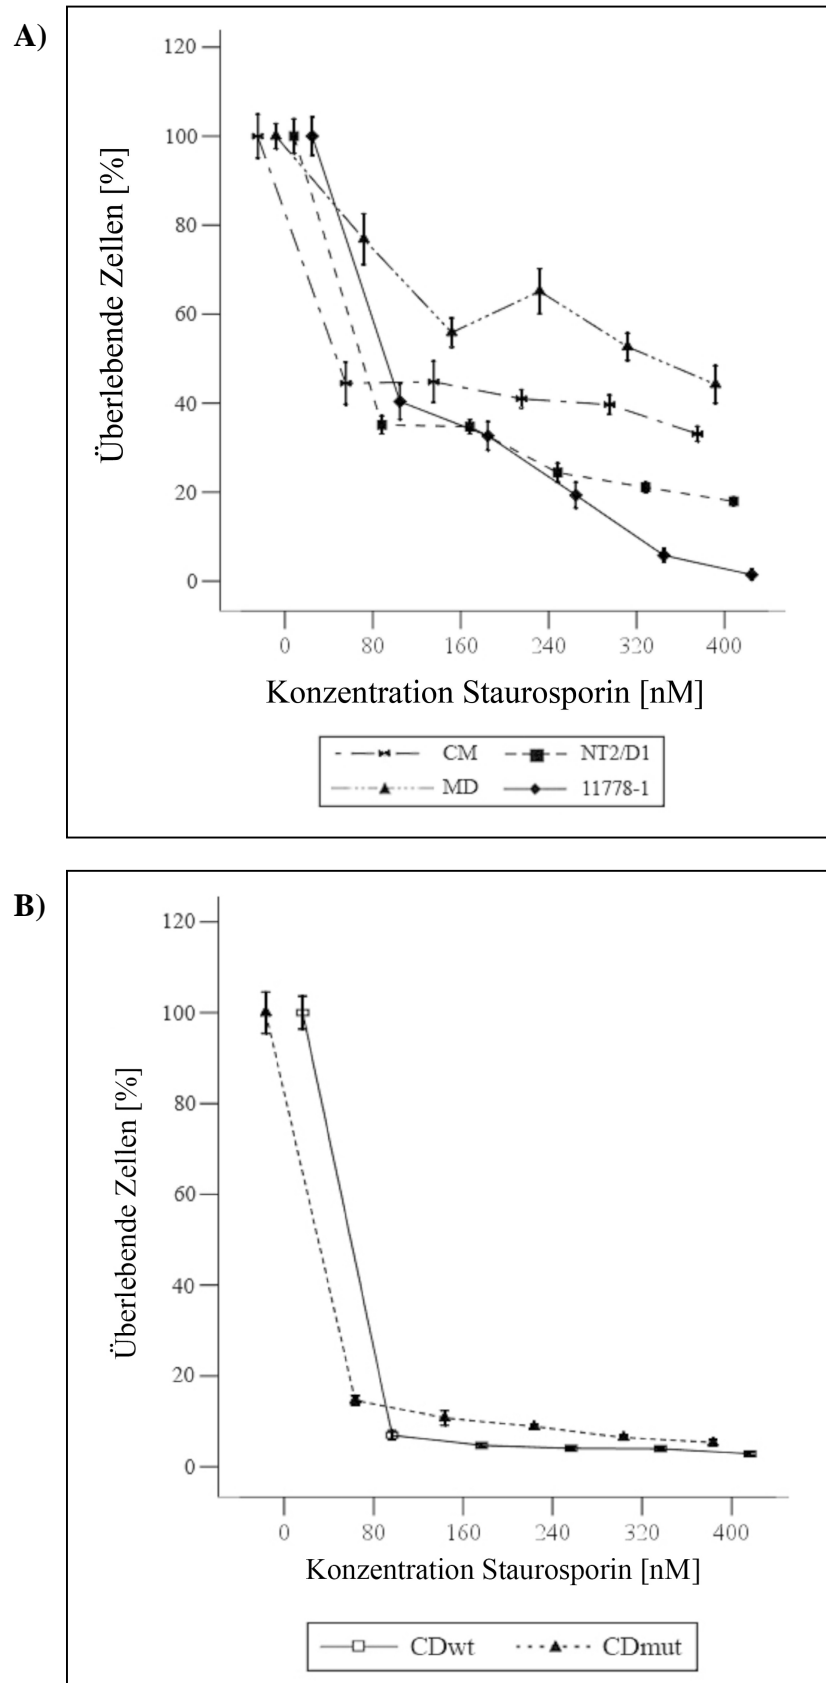 A)
120
100
80
60
40
20
0
Überlebende Zellen [%]
0 80 160 240 320 400
Konzentration Staurosporin [nM]
CM NT2/D1
MD 11778-1
B)
120
100
80
60
40
20
0
Überlebende Zellen [%]
0 80 160 240 320 400
Konzentration Staurosporin [nM]
CDwt CDmut